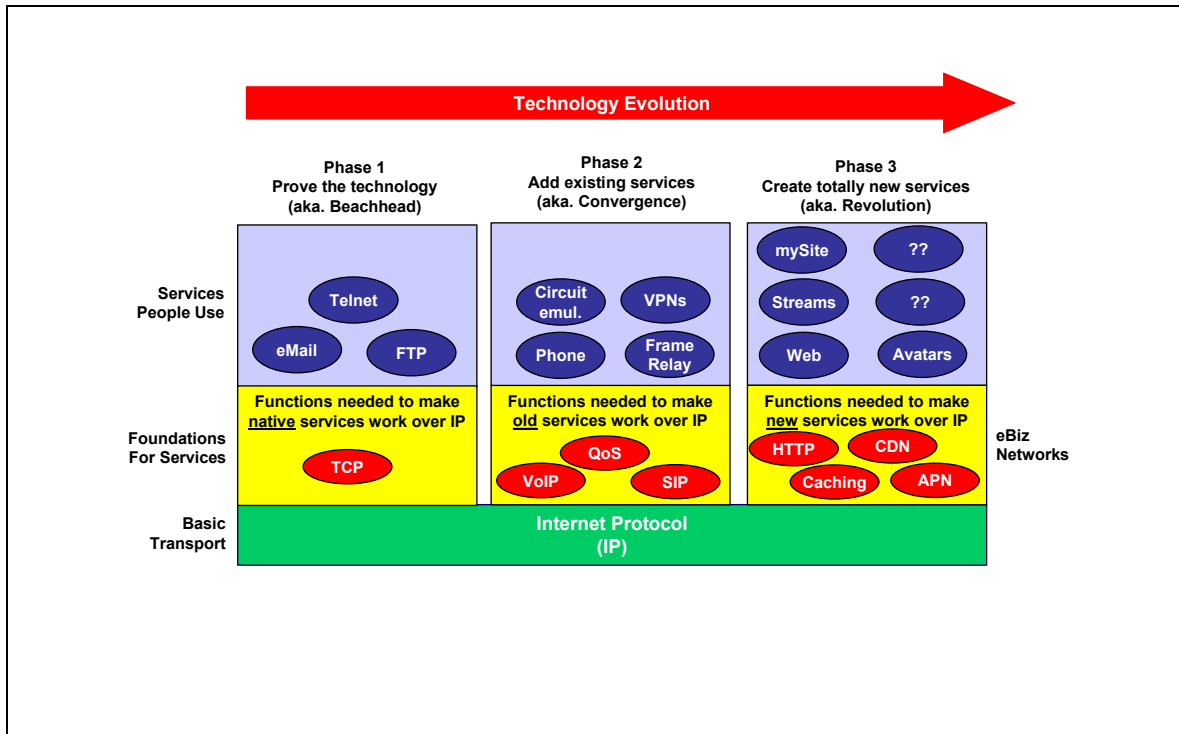 Technology Evolution
Phase 1
Prove the technology
(aka. Beachhead)
Phase 2
Add existing services
(aka. Convergence)
Phase 3
Create totally new services
(aka. Revolution)
Services
People Use
Telnet
eMail
FTP
Circuit
emul.
VPNs
Phone
Frame
Relay
mySite
??
Streams
??
Web
Avatars
Foundations
For Services
Functions needed to make
native services work over IP
TCP
Functions needed to make
old services work over IP
QoS
VoIP
SIP
Functions needed to make
new services work over IP
HTTP
CDN
Caching
APN
eBiz
Networks
Basic
Transport
Internet Protocol
(IP)